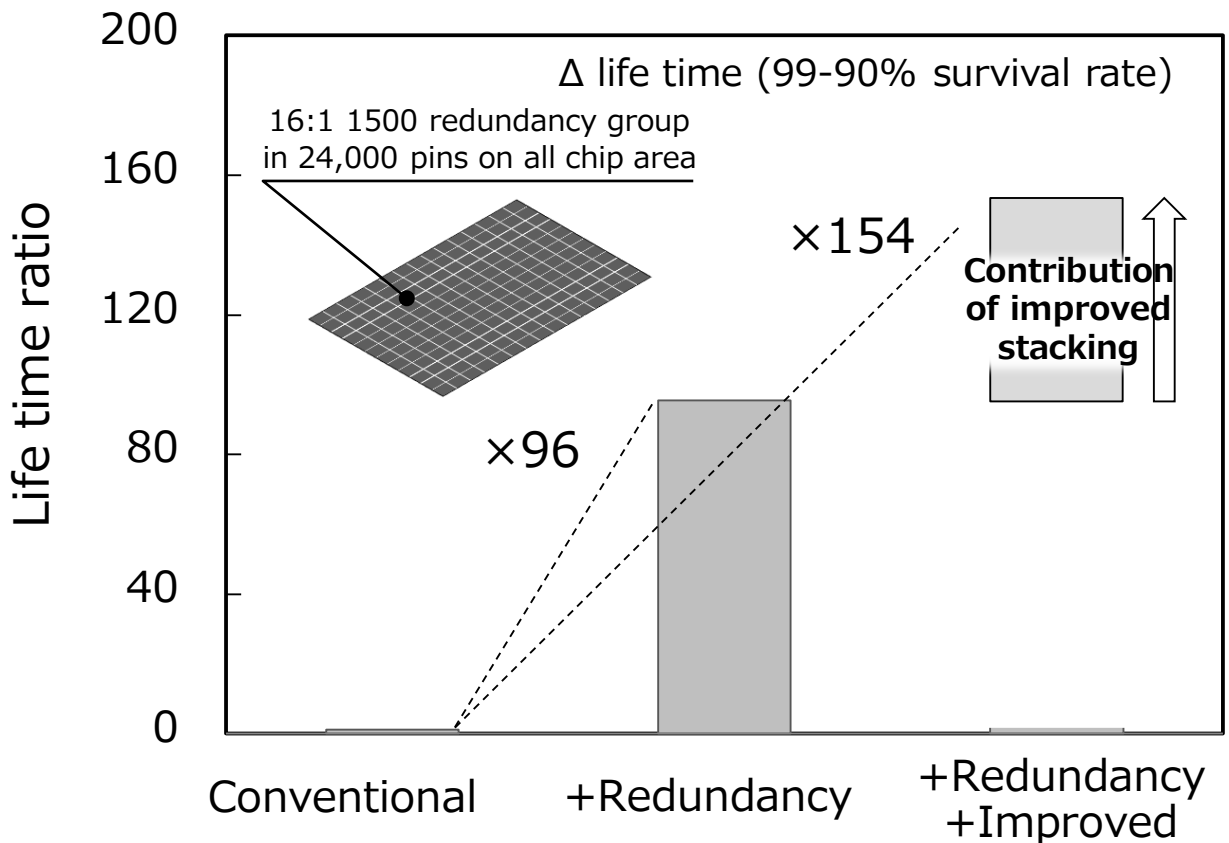 200
Δ life time (99-90% survival rate)
16:1 1500 redundancy group
in 24,000 pins on all chip area
160
×154
Contribution
of improved
stacking
120
Life time ratio
×96
80
40
0
Conventional
+Redundancy
+Redundancy
+Improved